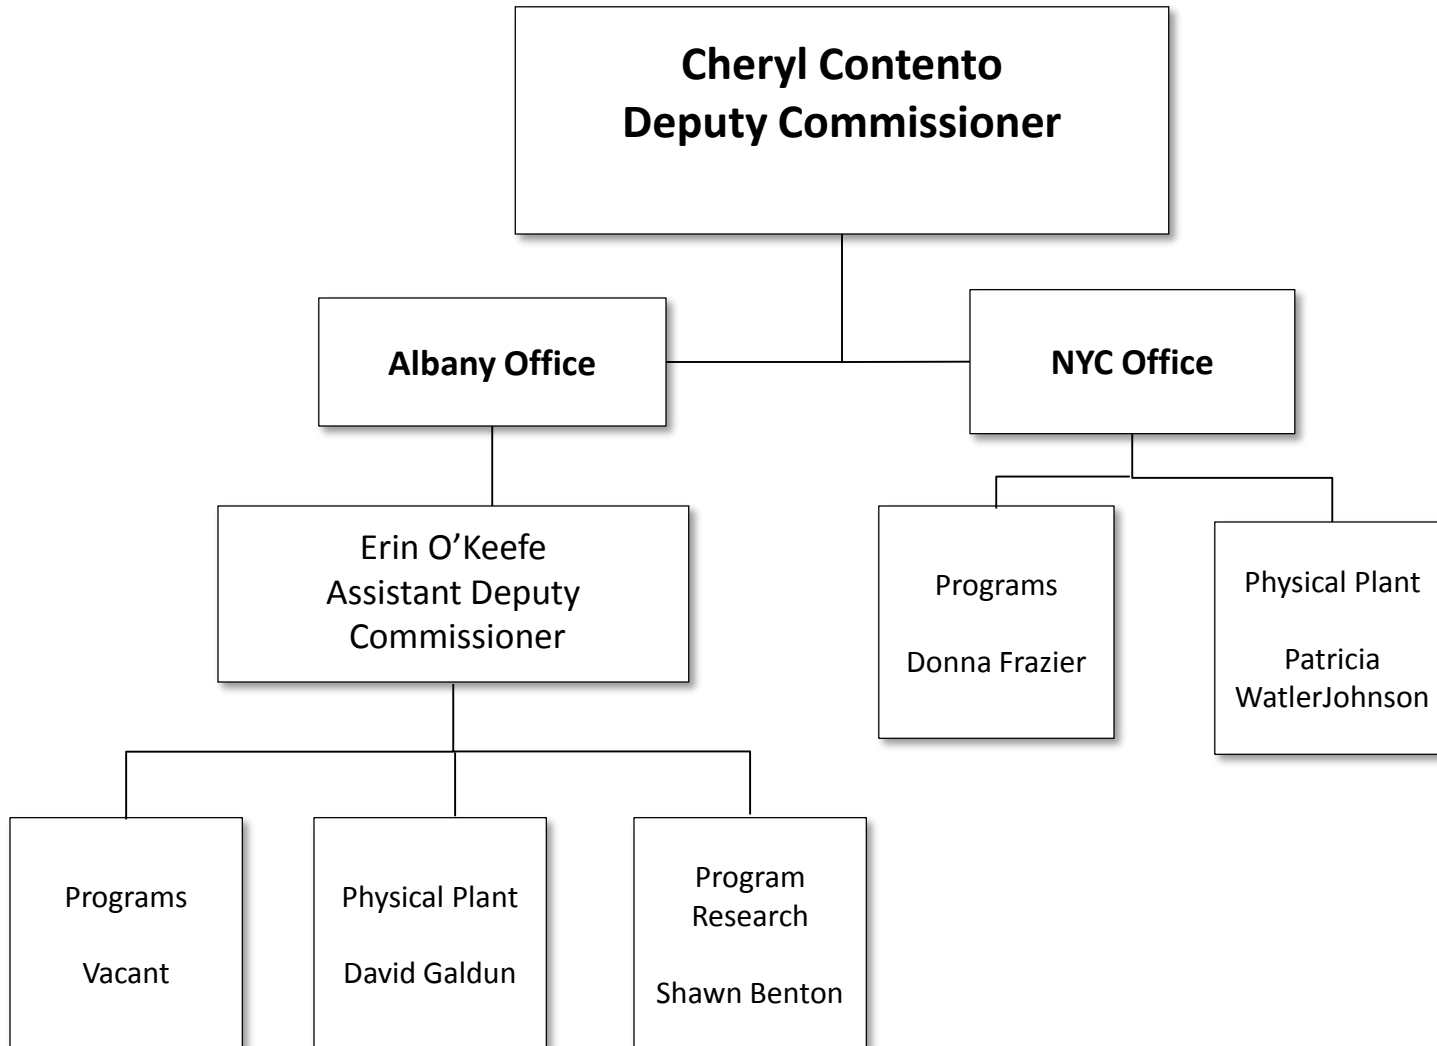 Cheryl Contento
Deputy Commissioner
Albany Office
NYC Office
Erin O’Keefe
Assistant Deputy
Commissioner
Programs
Donna Frazier
Physical Plant
Patricia
WatlerJohnson
Programs
Vacant
Physical Plant
David Galdun
Program
Research
Shawn Benton